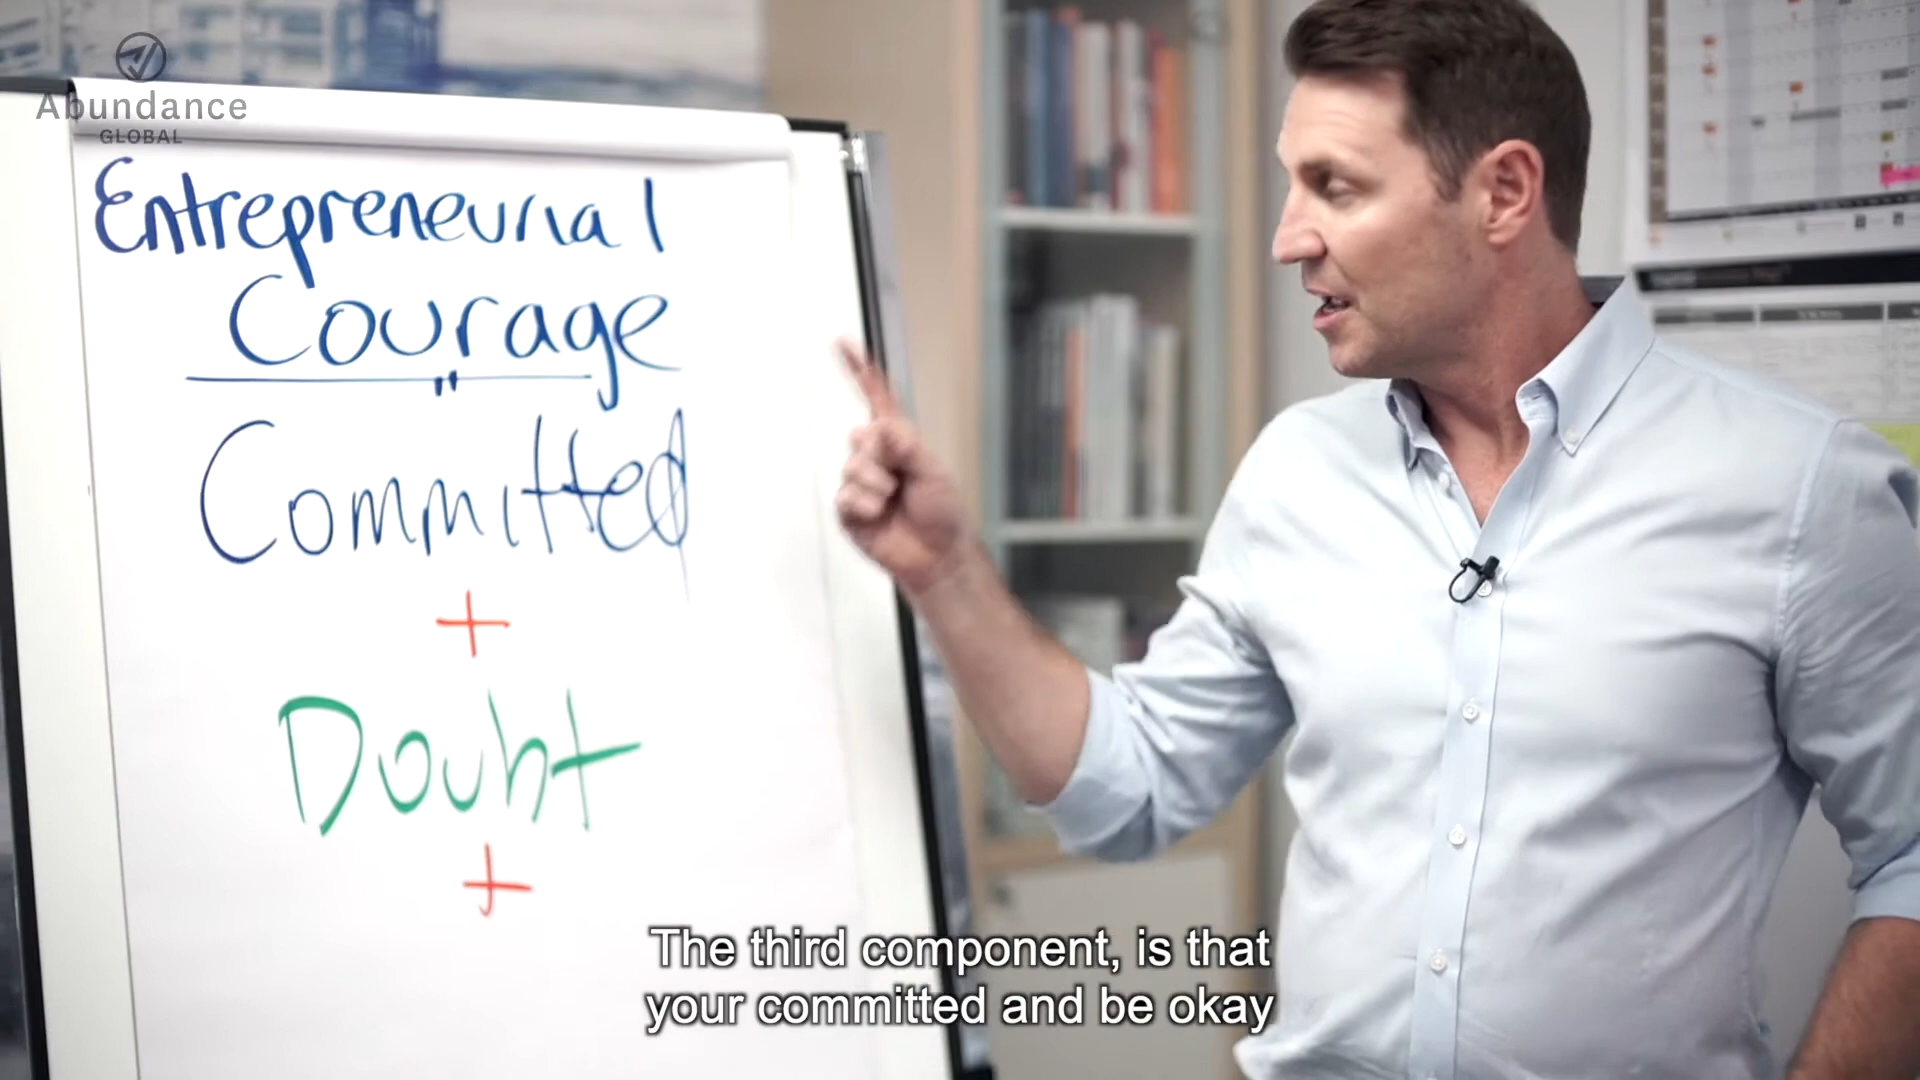 Abundance
GLOBAL
Entrepreneurial
Courage
"
Committed
+
Doubt
+
The third component, is that
your committed and be okay